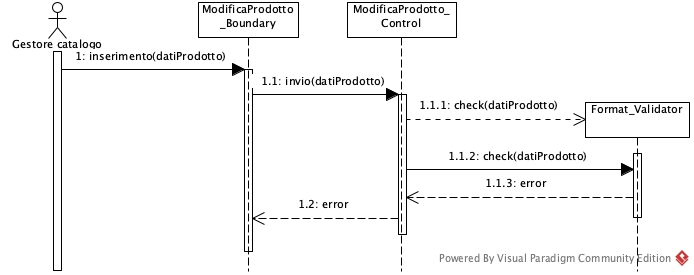 ModificaProdotto
_Boundary
ModificaProdotto_
Control
Gestore catalogo
1: inserimento(datiProdotto)
1.1: invio(datiProdotto)
1.1.1: check(datiProdotto)
Format_Validator
1.1.2: check(datiProdotto)
1.1.3: error
1.2: error
Powered By Visual Paradigm Community Edition